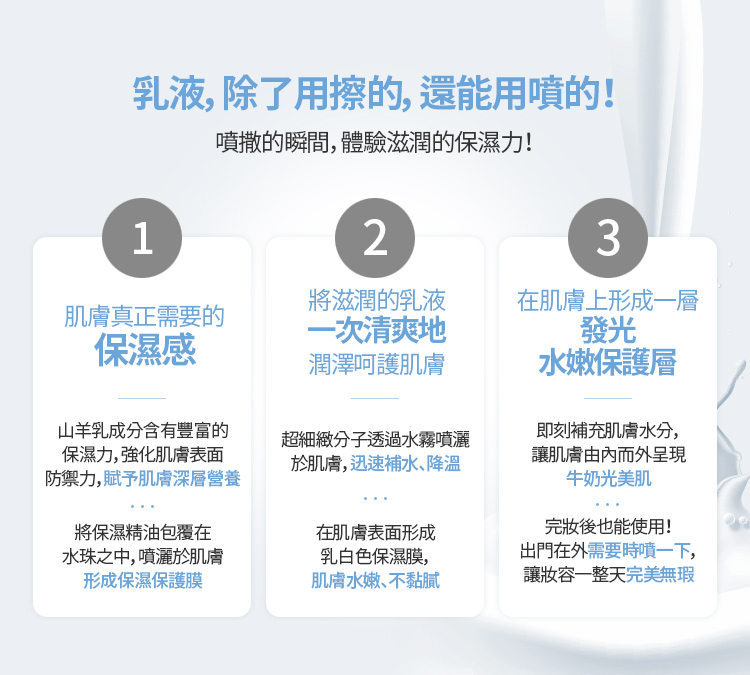 乳液, 除了用擦的, 還能用噴的!
噴撒的瞬間, 體驗滋潤的保濕力!
1
肌膚真正需要的
保濕感
山羊乳成分含有豐富的
保濕力, 強化肌膚表面
防禦力, 賦予肌膚深層營養
...
將保濕精油包覆在
水珠之中, 噴灑於肌膚
形成保濕保護膜
2
將滋潤的乳液
一次清爽地
潤澤呵護肌膚
超細緻分子透過水霧噴灑
於肌膚, 迅速補水、降溫
...
在肌膚表面形成
乳白色保濕膜,
肌膚水嫩、不黏膩
3
在肌膚上形成一層
發光
水嫩保護層
即刻補充肌膚水分,
讓肌膚由內而外呈現
牛奶光美肌
...
完妝後也能使用!
出門在外需要時噴一下,
讓妝容一整天完美無瑕